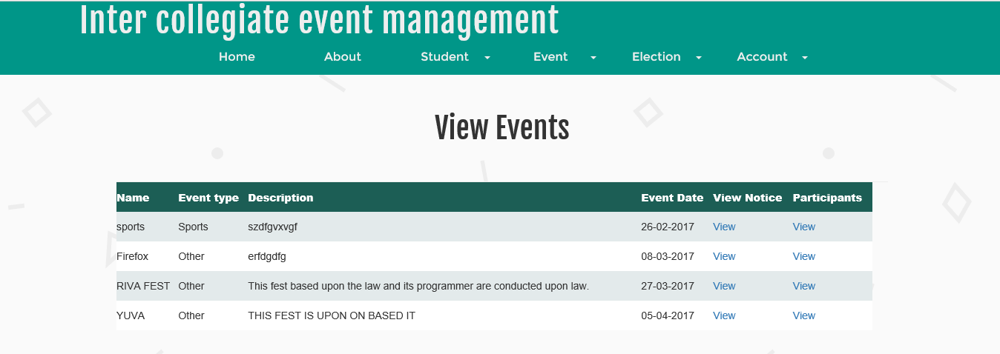 Inter collegiate event management
Home About Student Event Election Account
View Events
Name Event type Description Event Date View Notice Participants
sports Sports szdfgvxvgf 26-02-2017 View View
Firefox Other erfdgdfg 08-03-2017 View View
RIVA FEST Other This fest based upon the law and its programmer are conducted upon law. 27-03-2017 View View
YUVA Other THIS FEST IS UPON ON BASED IT 05-04-2017 View View